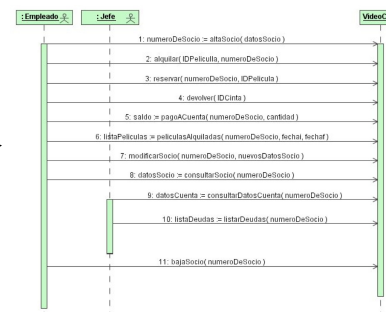 : Empleado
: Jefe
VideoC
1: numeroDeSocio := altaSocio( datosSocio )
2: alquilar( IDPeliculla, numeroDeSocio )
3: reservar( numeroDeSocio, IDPelicula )
4: devolver( IDCinta )
5: saldo := pagoACuenta( numeroDeSocio, cantidad )
6: listaPeliculas := peliculasAlquiladas( numeroDeSocio, fechai, fechaf )
7: modificarSocio( numeroDeSocio, nuevosDatosSocio )
8: datosSocio := consultarSocio( numeroDeSocio )
9: datosCuenta := consultarDatosCuenta( numeroDeSocio )
10: listaDeudas := listarDeudas( numeroDeSocio )
11: bajaSocio( numeroDeSocio )